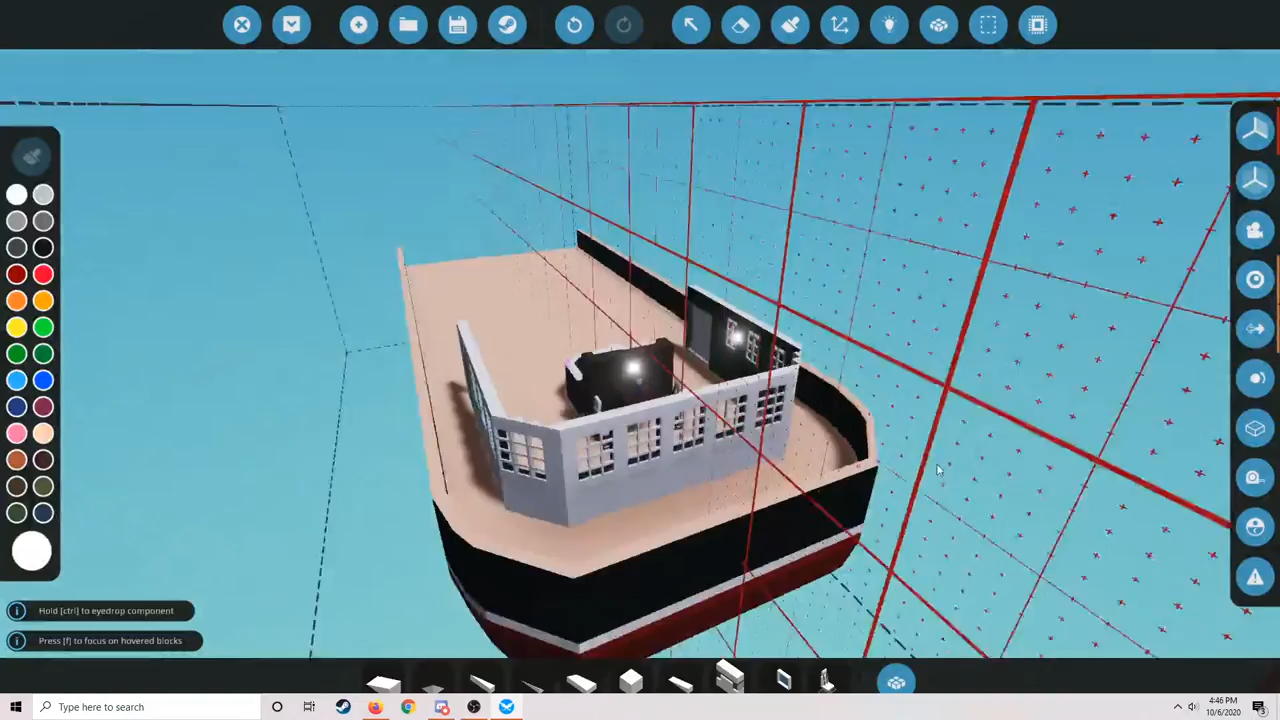 Hold [ctrl] to eyedrop component
Press [f] to focus on hovered blocks
Type here to search
4:46 PM
10/6/2020
3